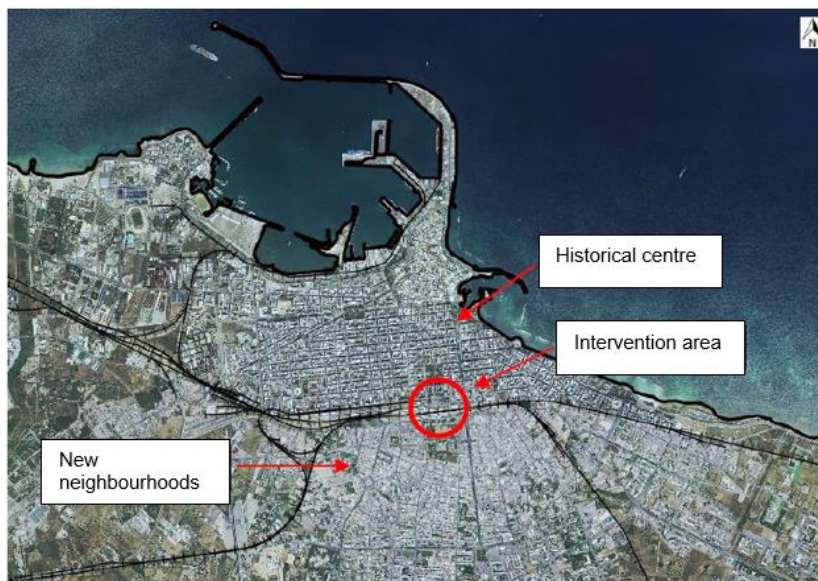 N
Historical centre
Intervention area
New
neighbourhoods